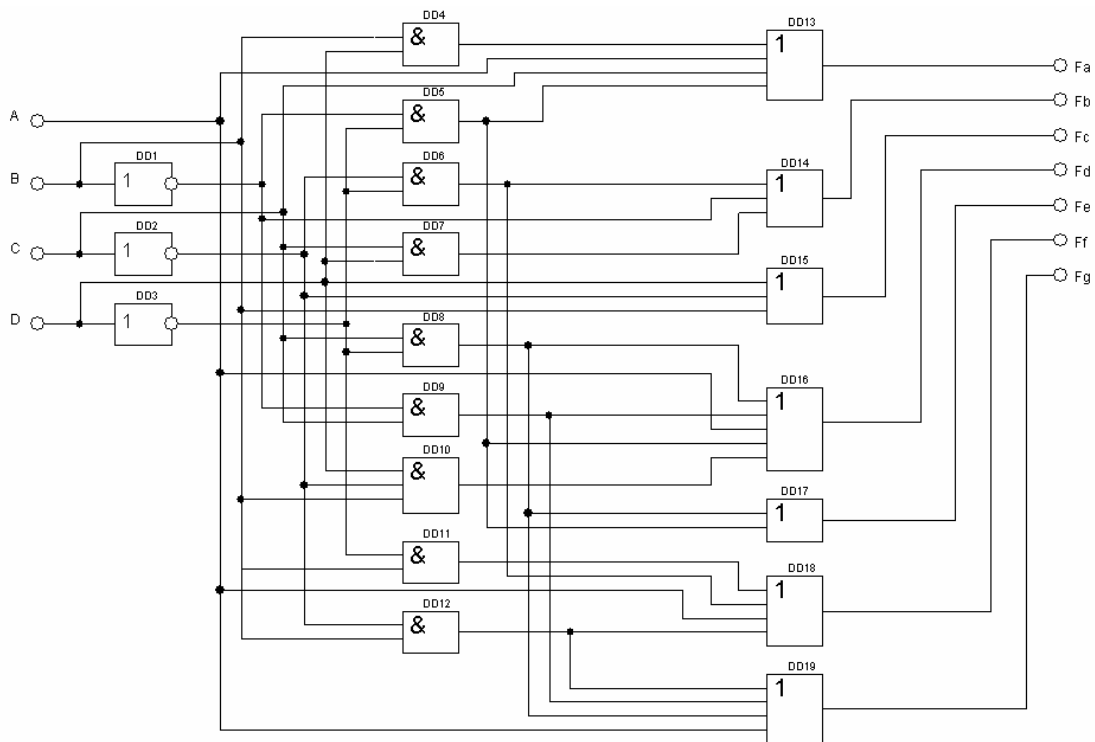 DD4
&
DD13
1
Fa
DD5
&
Fb
A
Fc
DD6
&
DD14
1
DD1
1
B
Fd
Fe
DD7
&
DD2
1
C
Ff
DD15
1
Fg
DD3
1
D
DD8
&
DD16
1
DD9
&
DD10
&
DD17
1
DD11
&
DD18
1
DD12
&
DD19
1